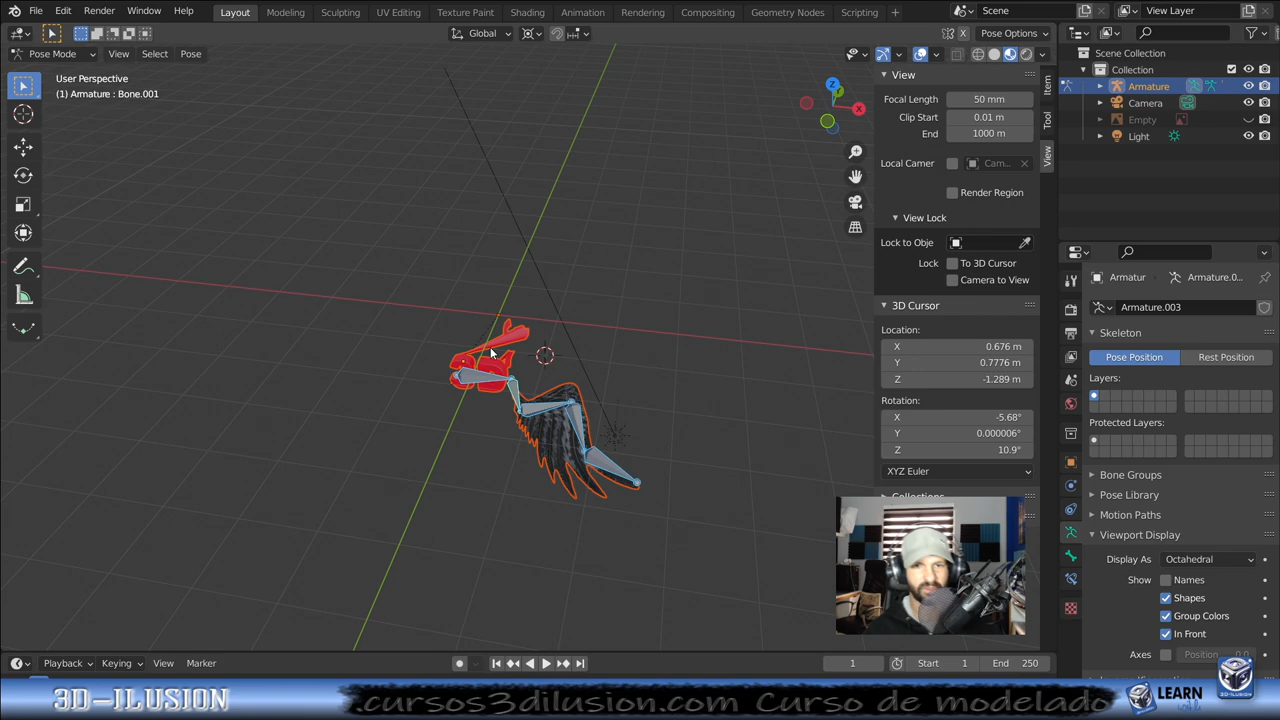 File Edit Render Window Help
Layout Modeling Sculpting UV Editing Texture Paint Shading Animation Rendering Compositing Geometry Nodes Scripting +
Scene
View Layer
Global
X
Pose Options
Pose Mode View Select Pose
User Perspective
(1) Armature : Bone.001
Z
X
View
Focal Length 50 mm
Clip Start 0.01 m
End 1000 m
Local Camer Cam...
Render Region
View Lock
Lock to Obje
Lock To 3D Cursor
Camera to View
3D Cursor
Location:
X 0.676 m
Y 0.7776 m
Z -1.289 m
Rotation:
X -5.68°
Y 0.000006°
Z 10.9°
XYZ Euler
Collections
Item
Tool
View
Scene Collection
Collection
Armature
Camera
Empty
Light
Armatur Armature.0...
Armature.003
Skeleton
Pose Position Rest Position
Layers:
Protected Layers:
Bone Groups
Pose Library
Motion Paths
Viewport Display
Display As Octahedral
Show Names
Shapes
Group Colors
In Front
Axes Position 0.0
Playback Keying View Marker
1 Start 1 End 250
3D-ILUSION
.cursos3dilusion.com Curso de modelado
LEARN